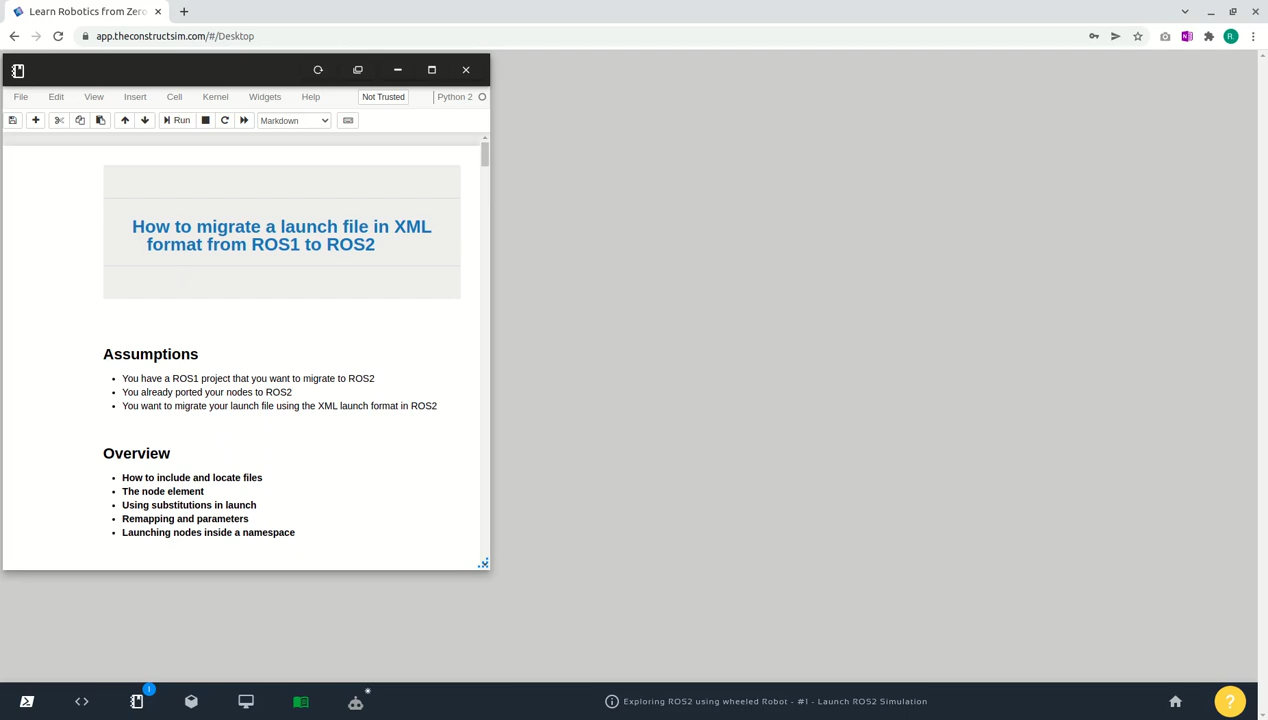 Learn Robotics from Zero
app.theconstructsim.com/#/Desktop
R.
File Edit View Insert Cell Kernel Widgets Help Not Trusted Python 2
Run Markdown
How to migrate a launch file in XML
format from ROS1 to ROS2
Assumptions
You have a ROS1 project that you want to migrate to ROS2
You already ported your nodes to ROS2
You want to migrate your launch file using the XML launch format in ROS2
Overview
How to include and locate files
The node element
Using substitutions in launch
Remapping and parameters
Launching nodes inside a namespace
Exploring ROS2 using wheeled Robot - #1 - Launch ROS2 Simulation
?